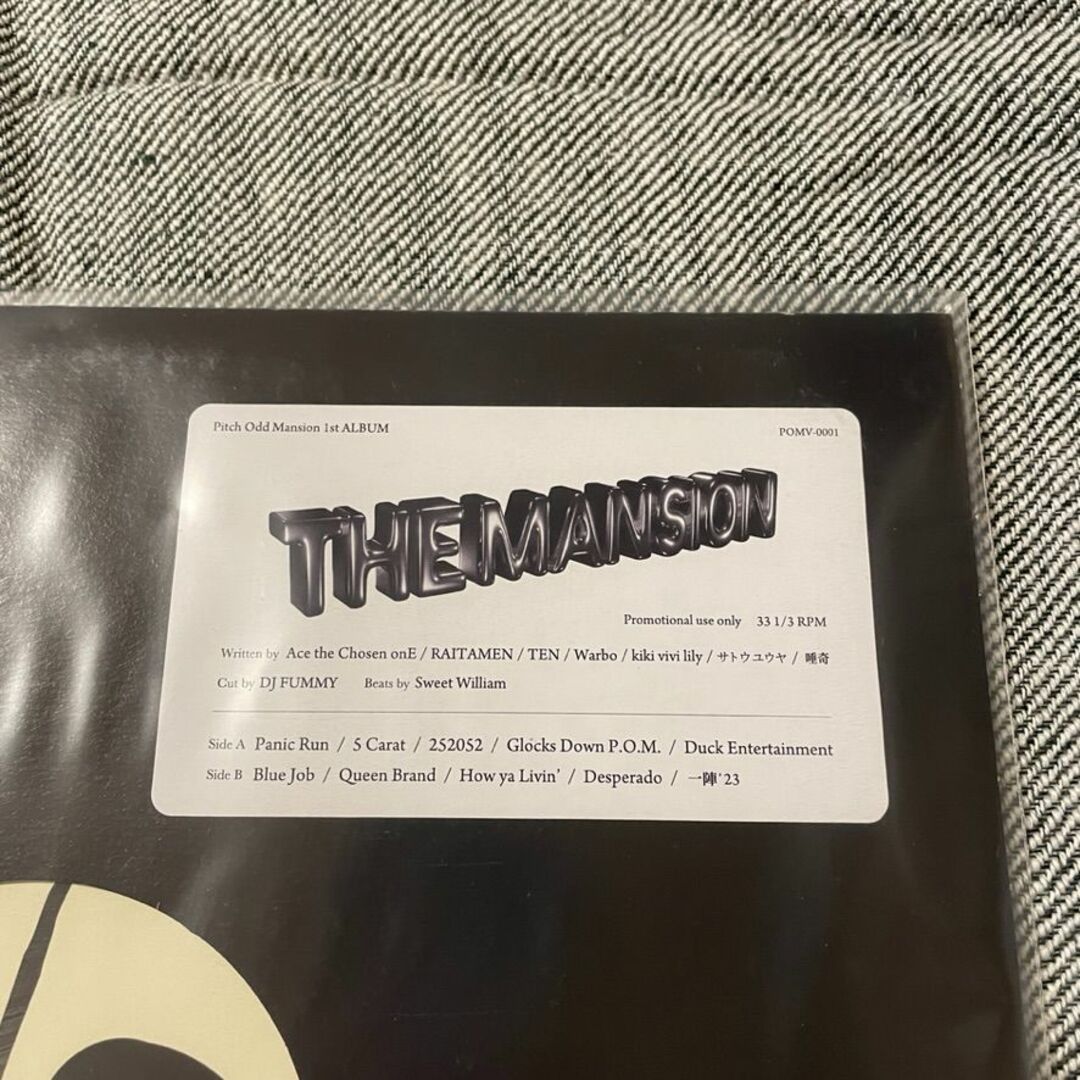 Pitch Odd Mansion 1st ALBUM
POMV-0001
THE MANSION
Promotional use only 33 1/3 RPM
Written by Ace the Chosen onE / RAITAMEN / TEN / Warbo / kiki vivi lily / サトウユウヤ / 唾奇
Cut by DJ FUMMY Beats by Sweet William
Side A Panic Run / 5 Carat / 252052 / Glocks Down P.O.M. / Duck Entertainment
Side B Blue Job / Queen Brand / How ya Livin' / Desperado / 一陣'23